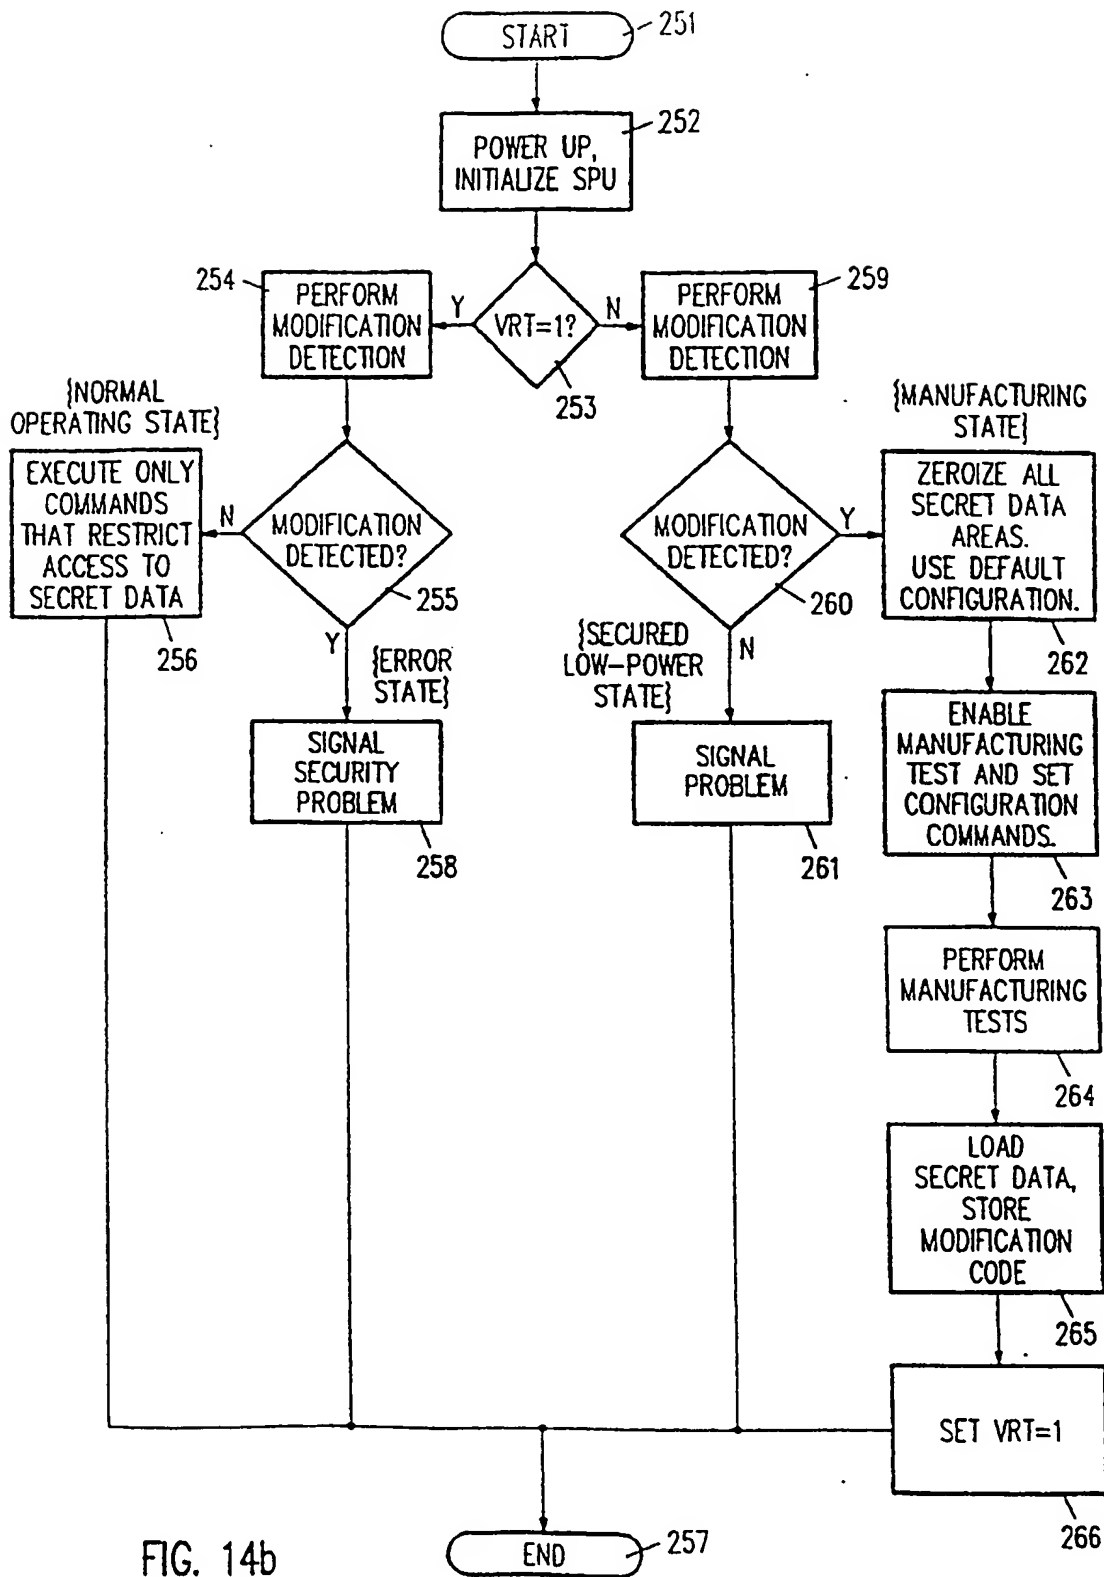 START
251
252
POWER UP,
INITIALIZE SPU
254
PERFORM
MODIFICATION
DETECTION
Y
VRT=1?
N
253
259
PERFORM
MODIFICATION
DETECTION
{NORMAL
OPERATING STATE}
EXECUTE ONLY
COMMANDS
THAT RESTRICT
ACCESS TO
SECRET DATA
256
N
MODIFICATION
DETECTED?
255
Y
{ERROR
STATE}
SIGNAL
SECURITY
PROBLEM
258
MODIFICATION
DETECTED?
260
Y
N
{SECURED
LOW-POWER
STATE}
SIGNAL
PROBLEM
261
{MANUFACTURING
STATE}
ZEROIZE ALL
SECRET DATA
AREAS.
USE DEFAULT
CONFIGURATION.
262
ENABLE
MANUFACTURING
TEST AND SET
CONFIGURATION
COMMANDS.
263
PERFORM
MANUFACTURING
TESTS
264
LOAD
SECRET DATA,
STORE
MODIFICATION
CODE
265
SET VRT=1
266
END
257
FIG. 14b